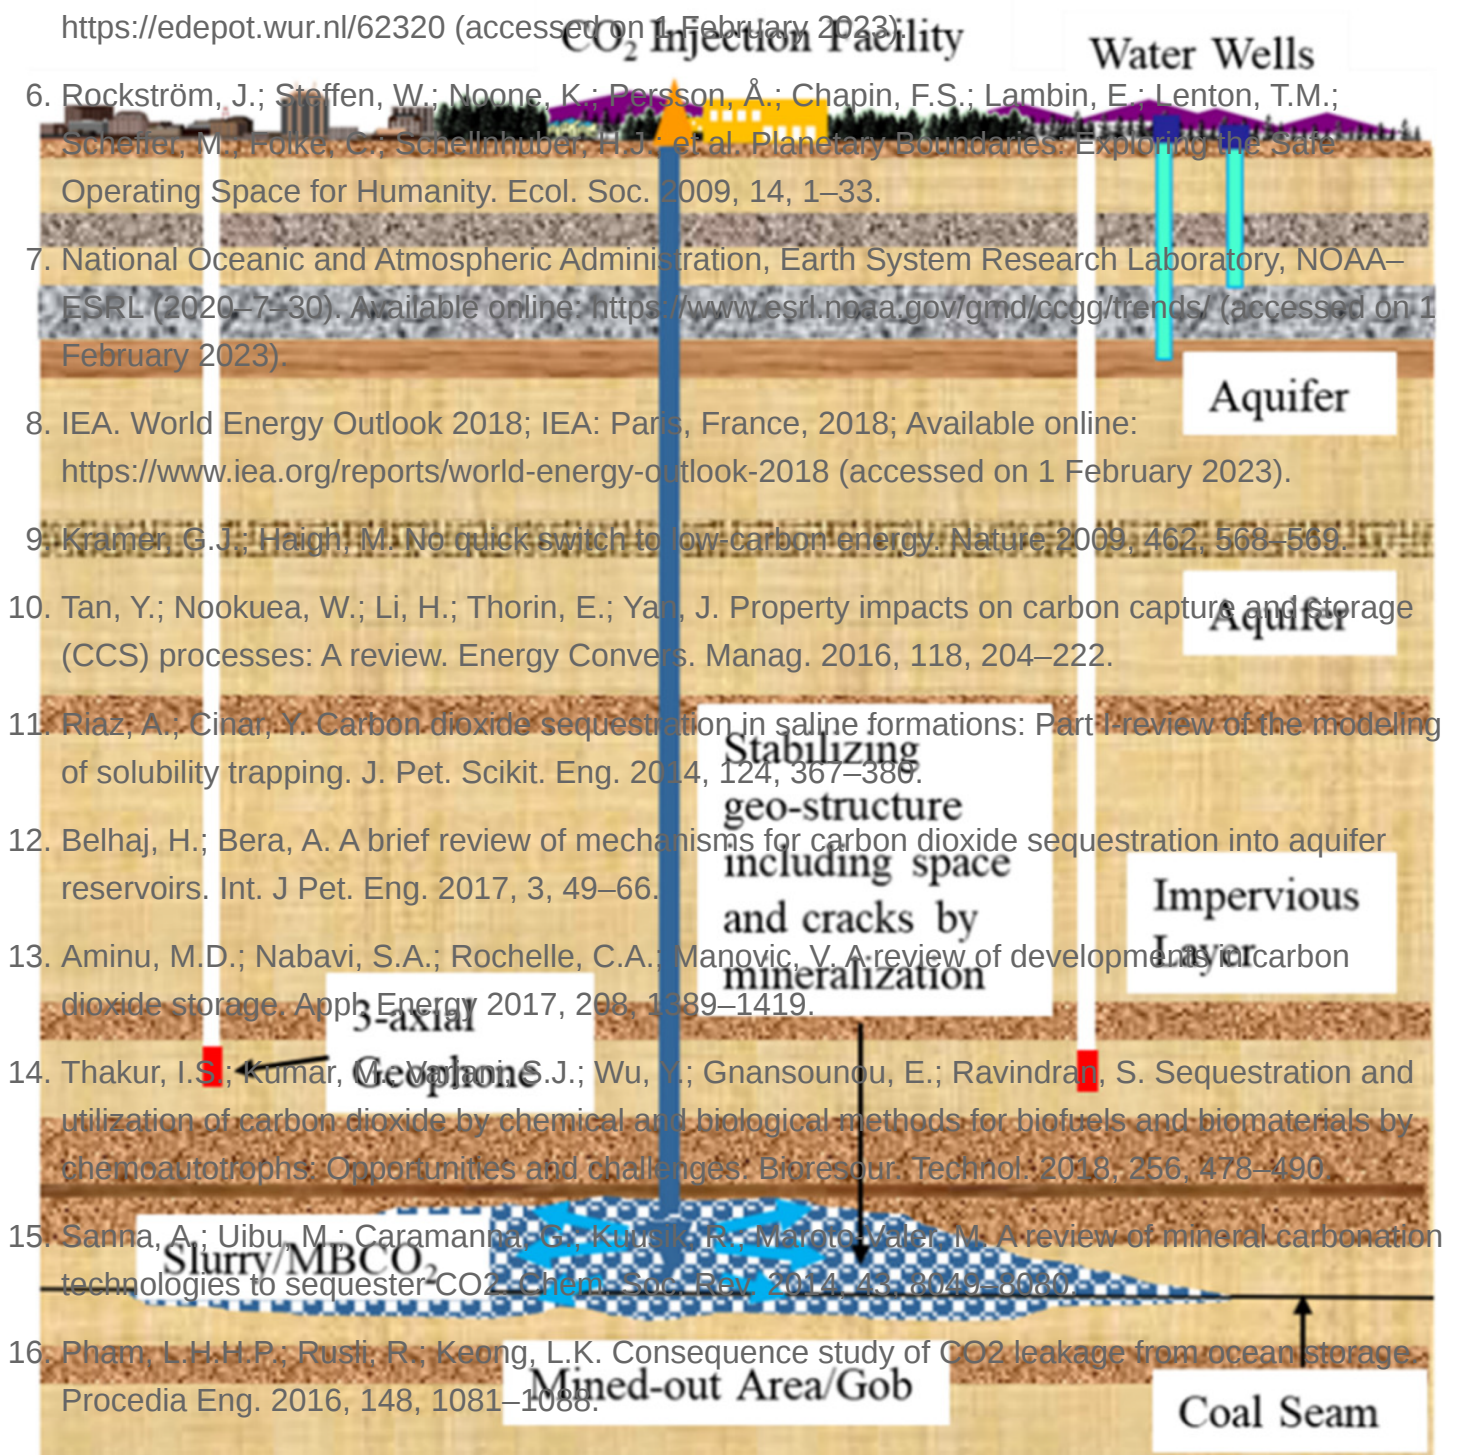 https://edepot.wur.nl/62320 (accessed on 1 February 2023).
CO₂ Injection Facility
Water Wells
6. Rockström, J.; Steffen, W.; Noone, K.; Persson, Å.; Chapin, F.S.; Lambin, E.; Lenton, T.M.;
Scheffer, M.; Folke, C.; Schellnhuber, H.J.; et al. Planetary Boundaries: Exploring the Safe
Operating Space for Humanity. Ecol. Soc. 2009, 14, 1–33.
7. National Oceanic and Atmospheric Administration, Earth System Research Laboratory, NOAA–
ESRL (2020–7–30). Available online: https://www.esrl.noaa.gov/gmd/ccgg/trends/ (accessed on 1
February 2023).
Aquifer
8. IEA. World Energy Outlook 2018; IEA: Paris, France, 2018; Available online:
https://www.iea.org/reports/world-energy-outlook-2018 (accessed on 1 February 2023).
9. Kramer, G.J.; Haigh, M. No quick switch to low-carbon energy. Nature 2009, 462, 568–569.
10. Tan, Y.; Nookuea, W.; Li, H.; Thorin, E.; Yan, J. Property impacts on carbon capture and storage
Aquifer
(CCS) processes: A review. Energy Convers. Manag. 2016, 118, 204–222.
11. Riaz, A.; Cinar, Y. Carbon dioxide sequestration in saline formations: Part I-review of the modeling
of solubility trapping. J. Pet. Scikit. Eng. 2014, 124, 367–380.
Stabilizing
geo-structure
including space
and cracks by
mineralization
12. Belhaj, H.; Bera, A. A brief review of mechanisms for carbon dioxide sequestration into aquifer
reservoirs. Int. J Pet. Eng. 2017, 3, 49–66.
Impervious
Layer
13. Aminu, M.D.; Nabavi, S.A.; Rochelle, C.A.; Manovic, V. A review of developments in carbon
dioxide storage. Appl. Energy 2017, 208, 1389–1419.
3-axial
Geophone
14. Thakur, I.S.; Kumar, M.; Varjani, S.J.; Wu, Y.; Gnansounou, E.; Ravindran, S. Sequestration and
utilization of carbon dioxide by chemical and biological methods for biofuels and biomaterials by
chemoautotrophs: Opportunities and challenges. Bioresour. Technol. 2018, 256, 478–490.
15. Sanna, A.; Uibu, M.; Caramanna, G.; Kuusik, R.; Maroto-Valer, M. A review of mineral carbonation
technologies to sequester CO2. Chem. Soc. Rev. 2014, 43, 8049–8080.
Slurry/MBCO₂
16. Pham, L.H.H.P.; Rusli, R.; Keong, L.K. Consequence study of CO2 leakage from ocean storage.
Procedia Eng. 2016, 148, 1081–1088.
Mined-out Area/Gob
Coal Seam